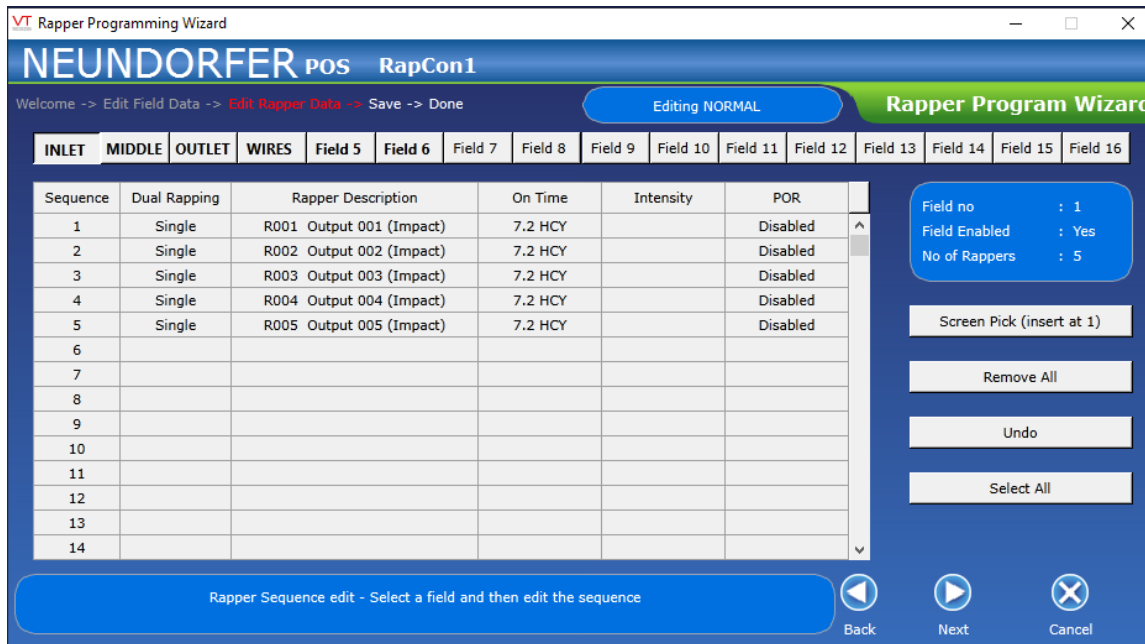 VT Rapper Programming Wizard
NEUNDORFER POS RapCon1
Welcome -> Edit Field Data -> Edit Rapper Data -> Save -> Done
Editing NORMAL
Rapper Program Wizard
INLET MIDDLE OUTLET WIRES Field 5 Field 6 Field 7 Field 8 Field 9 Field 10 Field 11 Field 12 Field 13 Field 14 Field 15 Field 16
Sequence Dual Rapping Rapper Description On Time Intensity POR
1 Single R001 Output 001 (Impact) 7.2 HCY Disabled
2 Single R002 Output 002 (Impact) 7.2 HCY Disabled
3 Single R003 Output 003 (Impact) 7.2 HCY Disabled
4 Single R004 Output 004 (Impact) 7.2 HCY Disabled
5 Single R005 Output 005 (Impact) 7.2 HCY Disabled
6
7
8
9
10
11
12
13
14
Field no : 1
Field Enabled : Yes
No of Rappers : 5
Screen Pick (insert at 1)
Remove All
Undo
Select All
Rapper Sequence edit - Select a field and then edit the sequence
Back Next Cancel